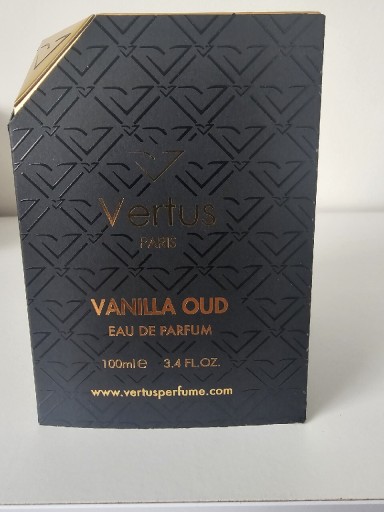 Vertus
PARIS
VANILLA OUD
EAU DE PARFUM
100ml e 3.4 FL.OZ.
www.vertusperfume.com